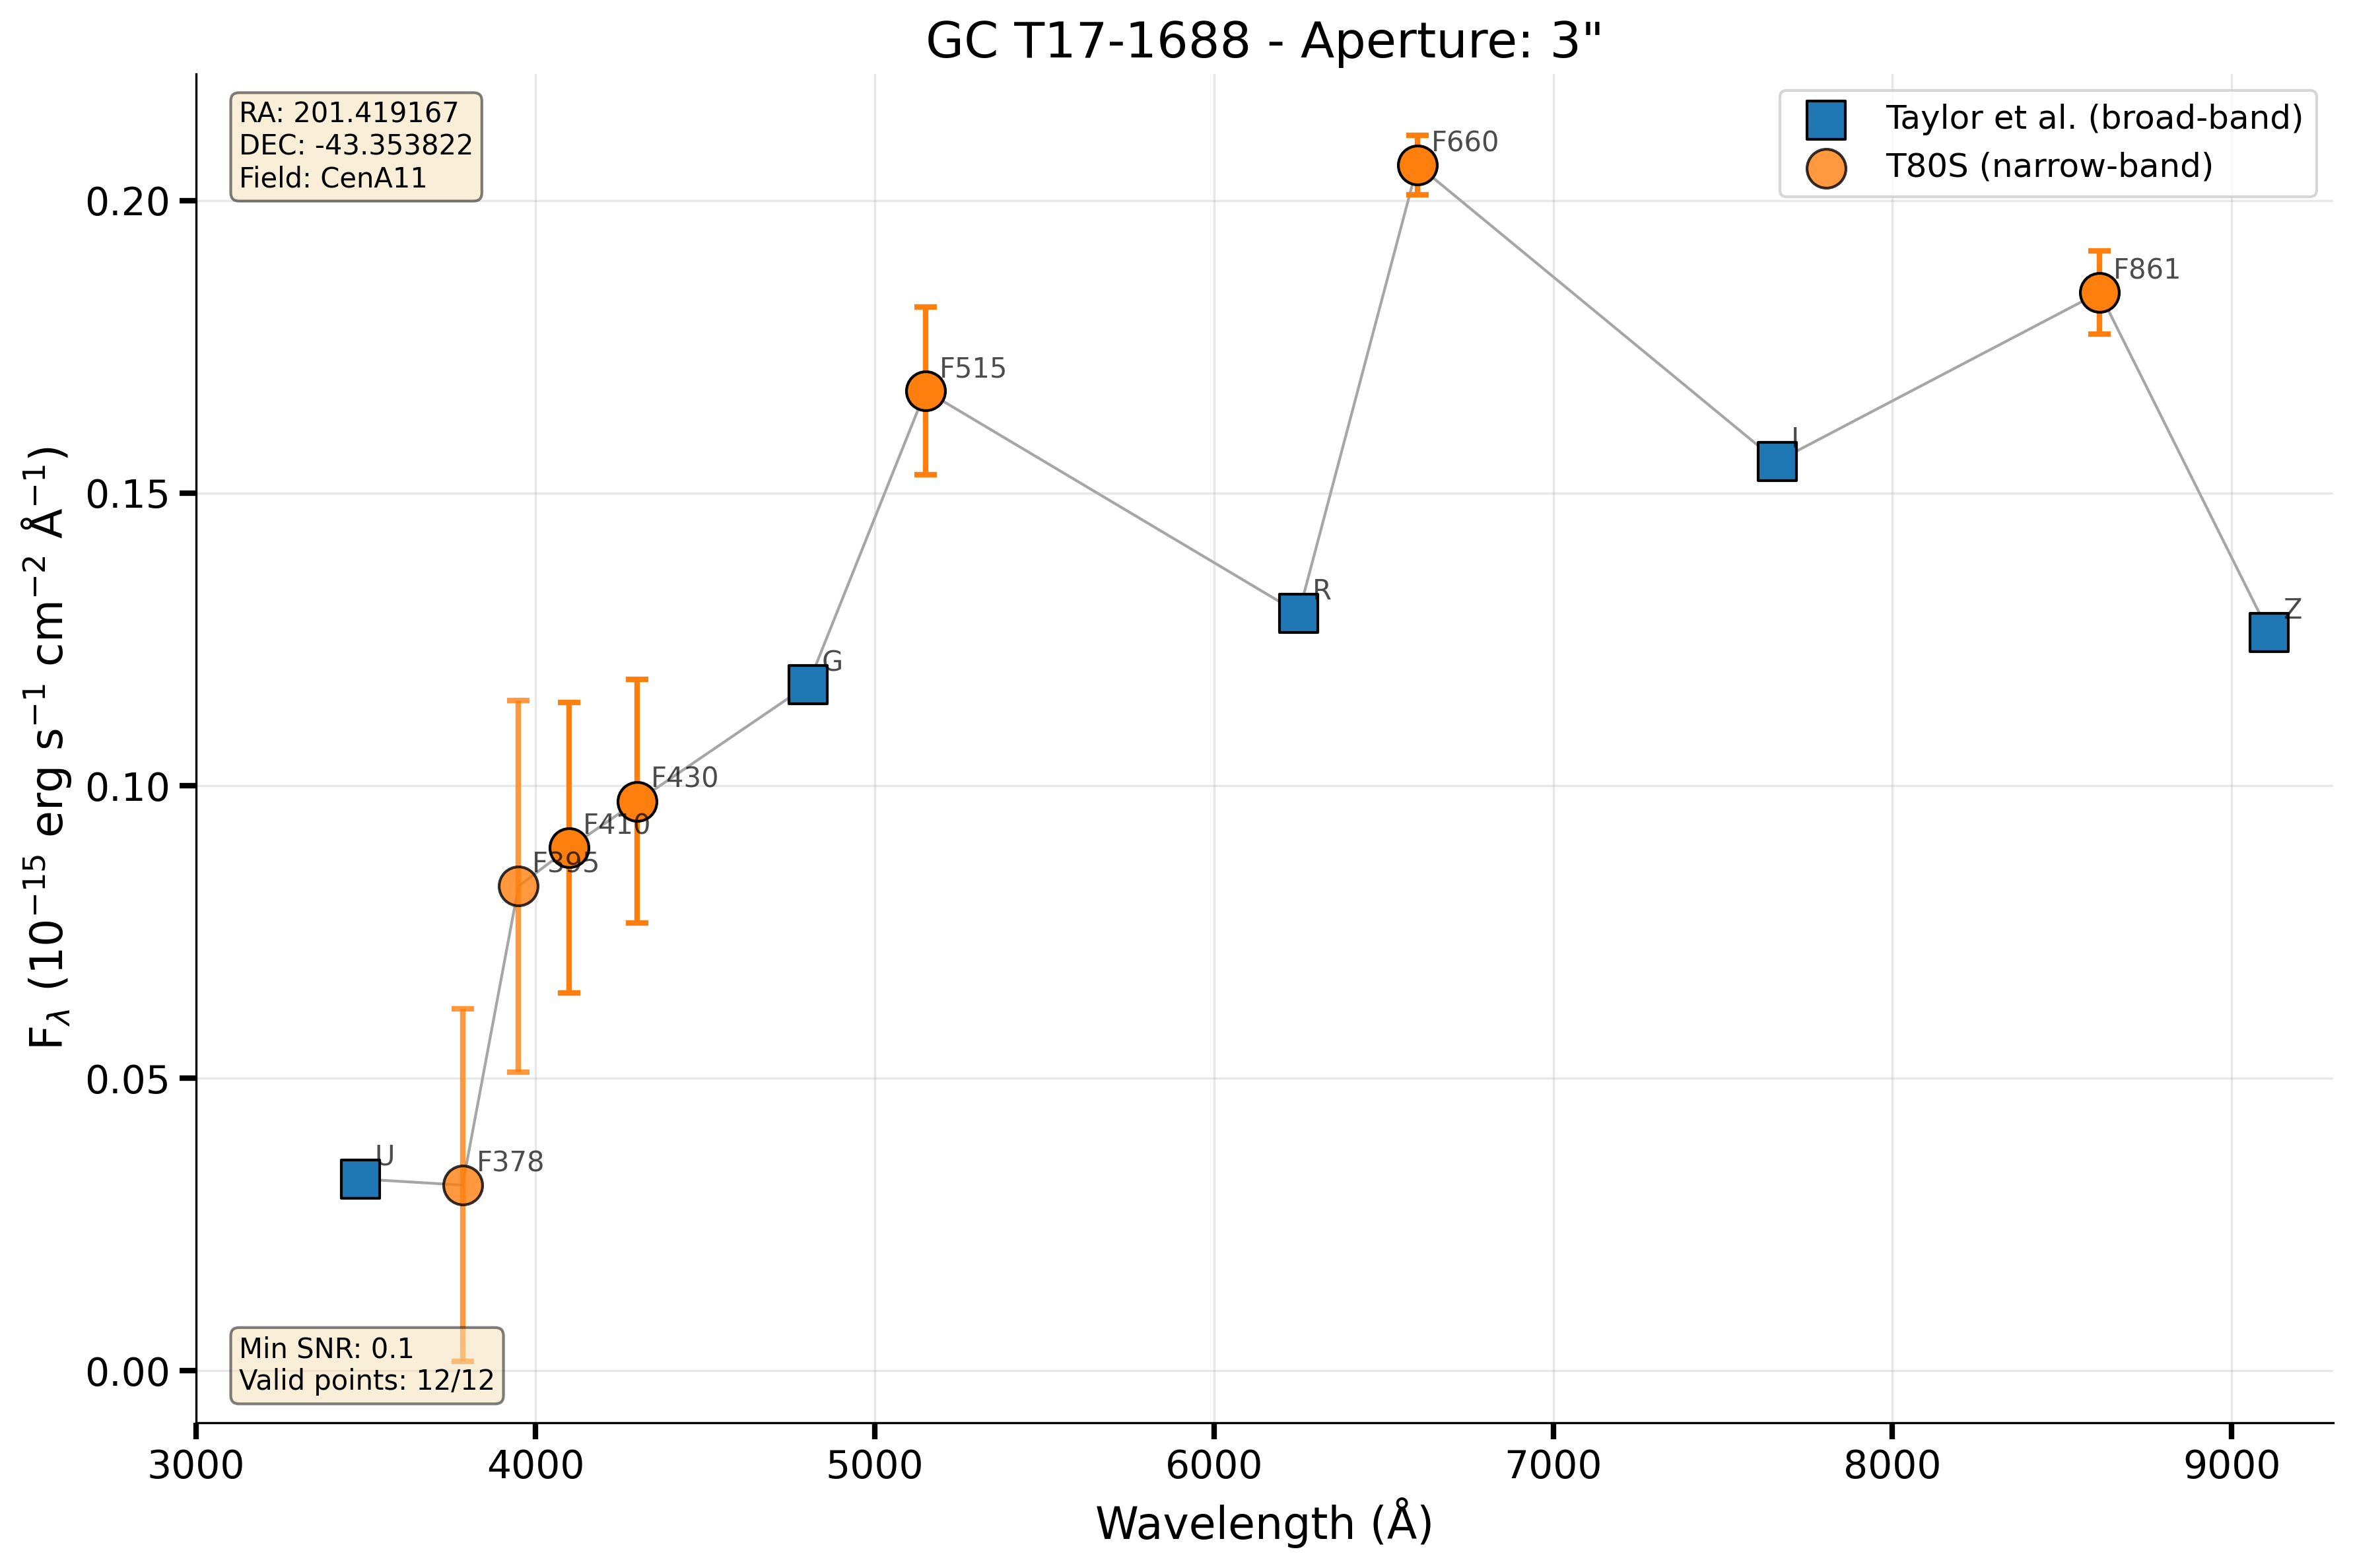 GC T17-1688 - Aperture: 3"
RA: 201.419167
DEC: -43.353822
Field: CenA11
Taylor et al. (broad-band)
T80S (narrow-band)
F660
F861
F515
I
R
Z
G
F430
F410
F395
U
F378
Min SNR: 0.1
Valid points: 12/12
0.20
0.15
0.10
0.05
0.00
F_λ (10⁻¹⁵ erg s⁻¹ cm⁻² Å⁻¹)
3000 4000 5000 6000 7000 8000 9000
Wavelength (Å)